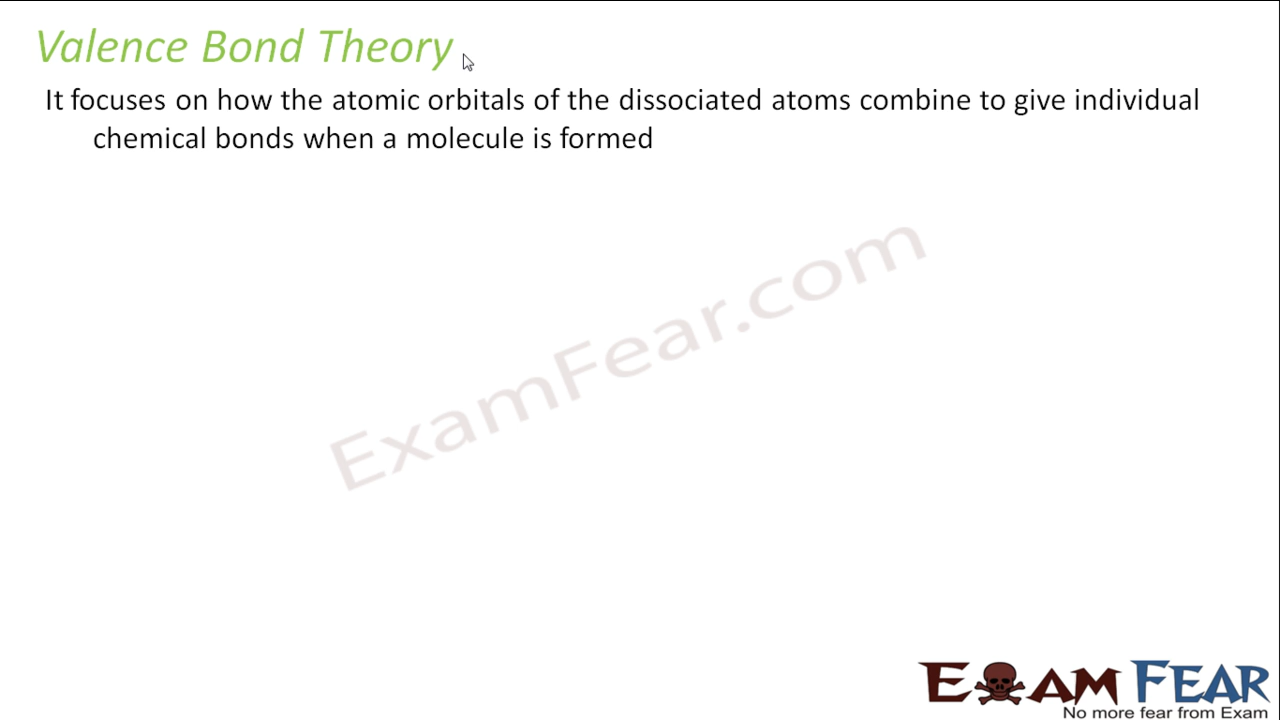 Valence Bond Theory
It focuses on how the atomic orbitals of the dissociated atoms combine to give individual
chemical bonds when a molecule is formed
ExamFear.com
EXAM FEAR
No more fear from Exam